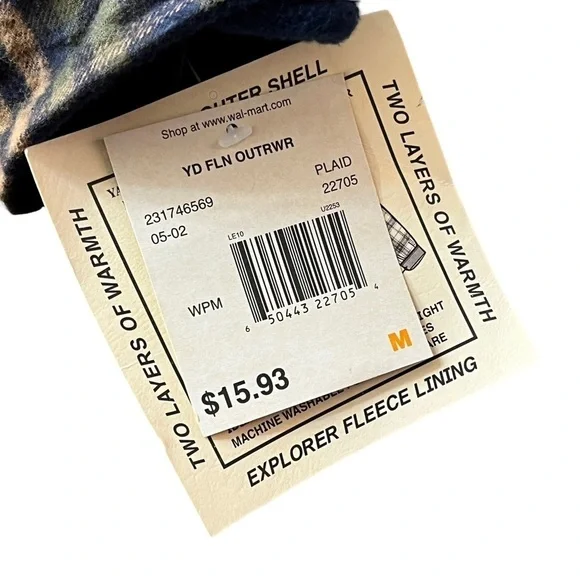 OUTER SHELL
Shop at www.wal-mart.com
YD FLN OUTRWR
231746569
PLAID
05-02
22705
LE10
U2253
WPM
6 50443 22705 4
M
$15.93
MACHINE WASHABLE
TWO LAYERS OF WARMTH
TWO LAYERS OF WARMTH
EXPLORER FLEECE LINING